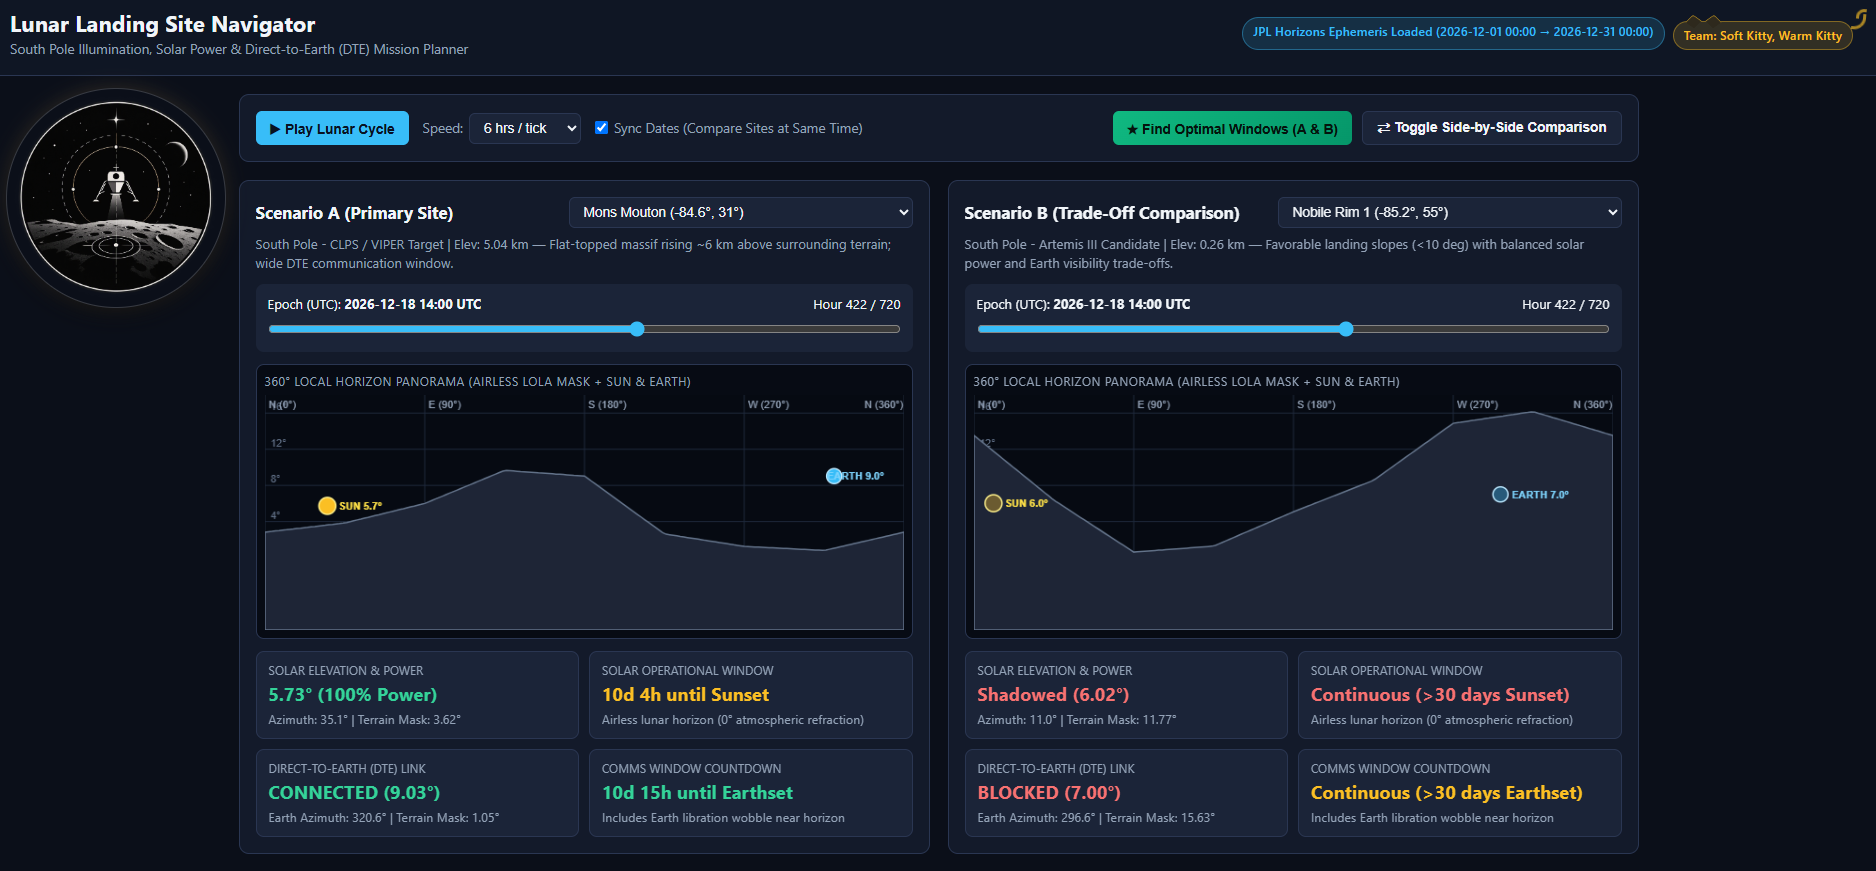 Lunar Landing Site Navigator
South Pole Illumination, Solar Power & Direct-to-Earth (DTE) Mission Planner
JPL Horizons Ephemeris Loaded (2026-12-01 00:00 → 2026-12-31 00:00)
Team: Soft Kitty, Warm Kitty
▶ Play Lunar Cycle
Speed:
6 hrs / tick
Sync Dates (Compare Sites at Same Time)
★ Find Optimal Windows (A & B)
⇄ Toggle Side-by-Side Comparison
Scenario A (Primary Site)
Mons Mouton (-84.6°, 31°)
South Pole - CLPS / VIPER Target | Elev: 5.04 km — Flat-topped massif rising ~6 km above surrounding terrain;
wide DTE communication window.
Epoch (UTC): 2026-12-18 14:00 UTC
Hour 422 / 720
360° LOCAL HORIZON PANORAMA (AIRLESS LOLA MASK + SUN & EARTH)
N (0°)
E (90°)
S (180°)
W (270°)
N (360°)
12°
8°
4°
SUN 5.7°
EARTH 9.0°
SOLAR ELEVATION & POWER
5.73° (100% Power)
Azimuth: 35.1° | Terrain Mask: 3.62°
SOLAR OPERATIONAL WINDOW
10d 4h until Sunset
Airless lunar horizon (0° atmospheric refraction)
DIRECT-TO-EARTH (DTE) LINK
CONNECTED (9.03°)
Earth Azimuth: 320.6° | Terrain Mask: 1.05°
COMMS WINDOW COUNTDOWN
10d 15h until Earthset
Includes Earth libration wobble near horizon
Scenario B (Trade-Off Comparison)
Nobile Rim 1 (-85.2°, 55°)
South Pole - Artemis III Candidate | Elev: 0.26 km — Favorable landing slopes (<10 deg) with balanced solar
power and Earth visibility trade-offs.
Epoch (UTC): 2026-12-18 14:00 UTC
Hour 422 / 720
360° LOCAL HORIZON PANORAMA (AIRLESS LOLA MASK + SUN & EARTH)
N (0°)
E (90°)
S (180°)
W (270°)
N (360°)
12°
SUN 6.0°
EARTH 7.0°
SOLAR ELEVATION & POWER
Shadowed (6.02°)
Azimuth: 11.0° | Terrain Mask: 11.77°
SOLAR OPERATIONAL WINDOW
Continuous (>30 days Sunset)
Airless lunar horizon (0° atmospheric refraction)
DIRECT-TO-EARTH (DTE) LINK
BLOCKED (7.00°)
Earth Azimuth: 296.6° | Terrain Mask: 15.63°
COMMS WINDOW COUNTDOWN
Continuous (>30 days Earthset)
Includes Earth libration wobble near horizon